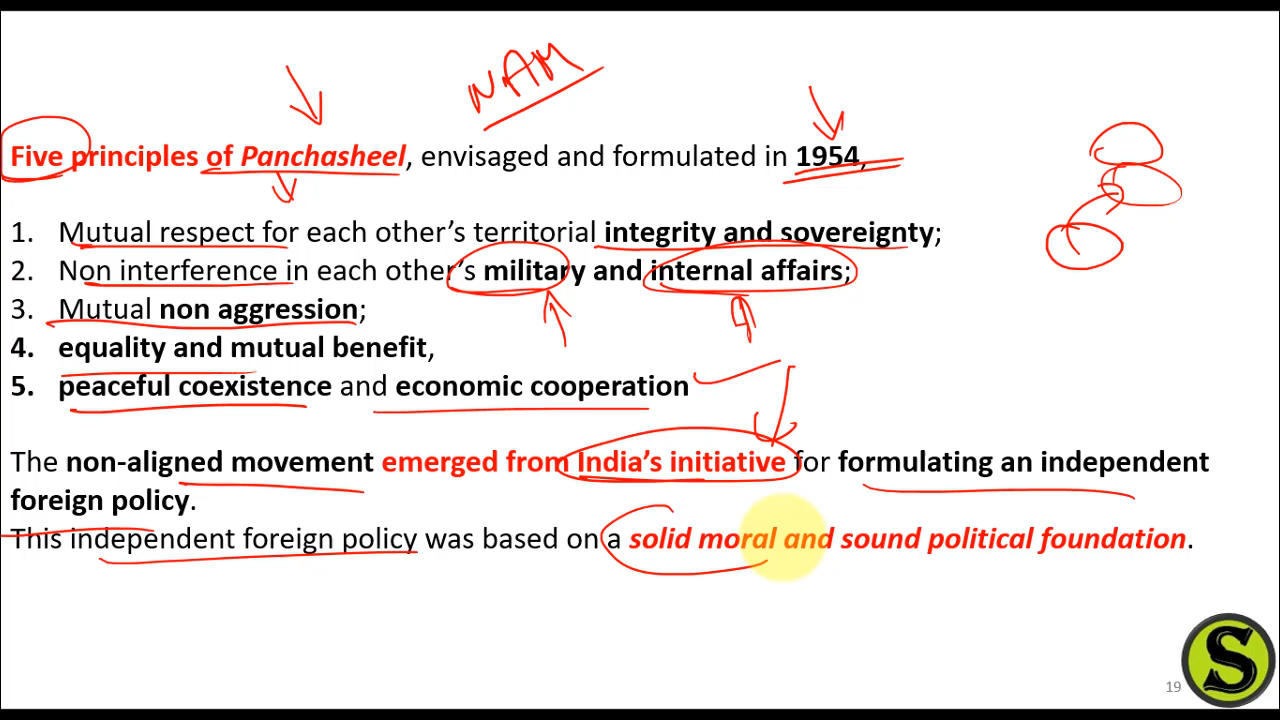 NAM
Five principles of Panchasheel, envisaged and formulated in 1954,
1. Mutual respect for each other’s territorial integrity and sovereignty;
2. Non interference in each other’s military and internal affairs;
3. Mutual non aggression;
4. equality and mutual benefit,
5. peaceful coexistence and economic cooperation
The non-aligned movement emerged from India’s initiative for formulating an independent
foreign policy.
This independent foreign policy was based on a solid moral and sound political foundation.
19
S